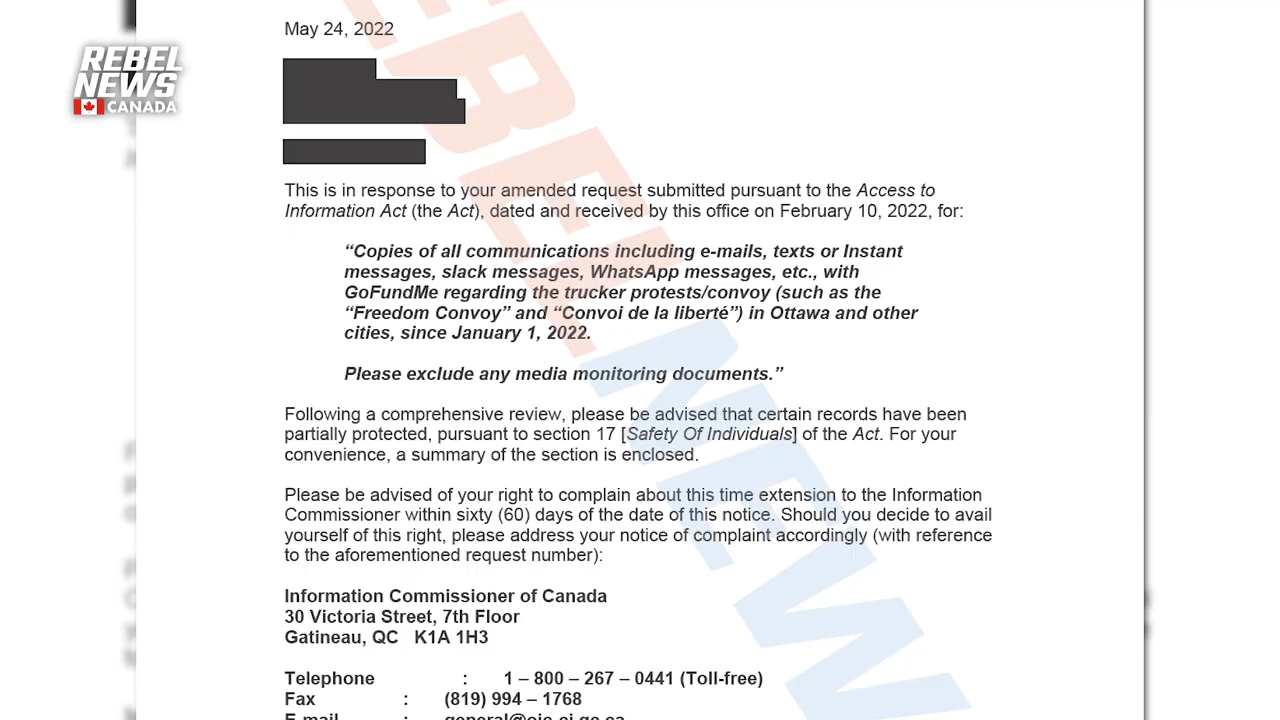 REBEL
NEWS
CANADA
May 24, 2022
This is in response to your amended request submitted pursuant to the Access to
Information Act (the Act), dated and received by this office on February 10, 2022, for:
“Copies of all communications including e-mails, texts or Instant
messages, slack messages, WhatsApp messages, etc., with
GoFundMe regarding the trucker protests/convoy (such as the
“Freedom Convoy” and “Convoi de la liberté”) in Ottawa and other
cities, since January 1, 2022.
Please exclude any media monitoring documents.”
Following a comprehensive review, please be advised that certain records have been
partially protected, pursuant to section 17 [Safety Of Individuals] of the Act. For your
convenience, a summary of the section is enclosed.
Please be advised of your right to complain about this time extension to the Information
Commissioner within sixty (60) days of the date of this notice. Should you decide to avail
yourself of this right, please address your notice of complaint accordingly (with reference
to the aforementioned request number):
Information Commissioner of Canada
30 Victoria Street, 7th Floor
Gatineau, QC K1A 1H3
Telephone : 1 – 800 – 267 – 0441 (Toll-free)
Fax : (819) 994 – 1768
E-mail : general@oic-ci.gc.ca
REBEL NEWS